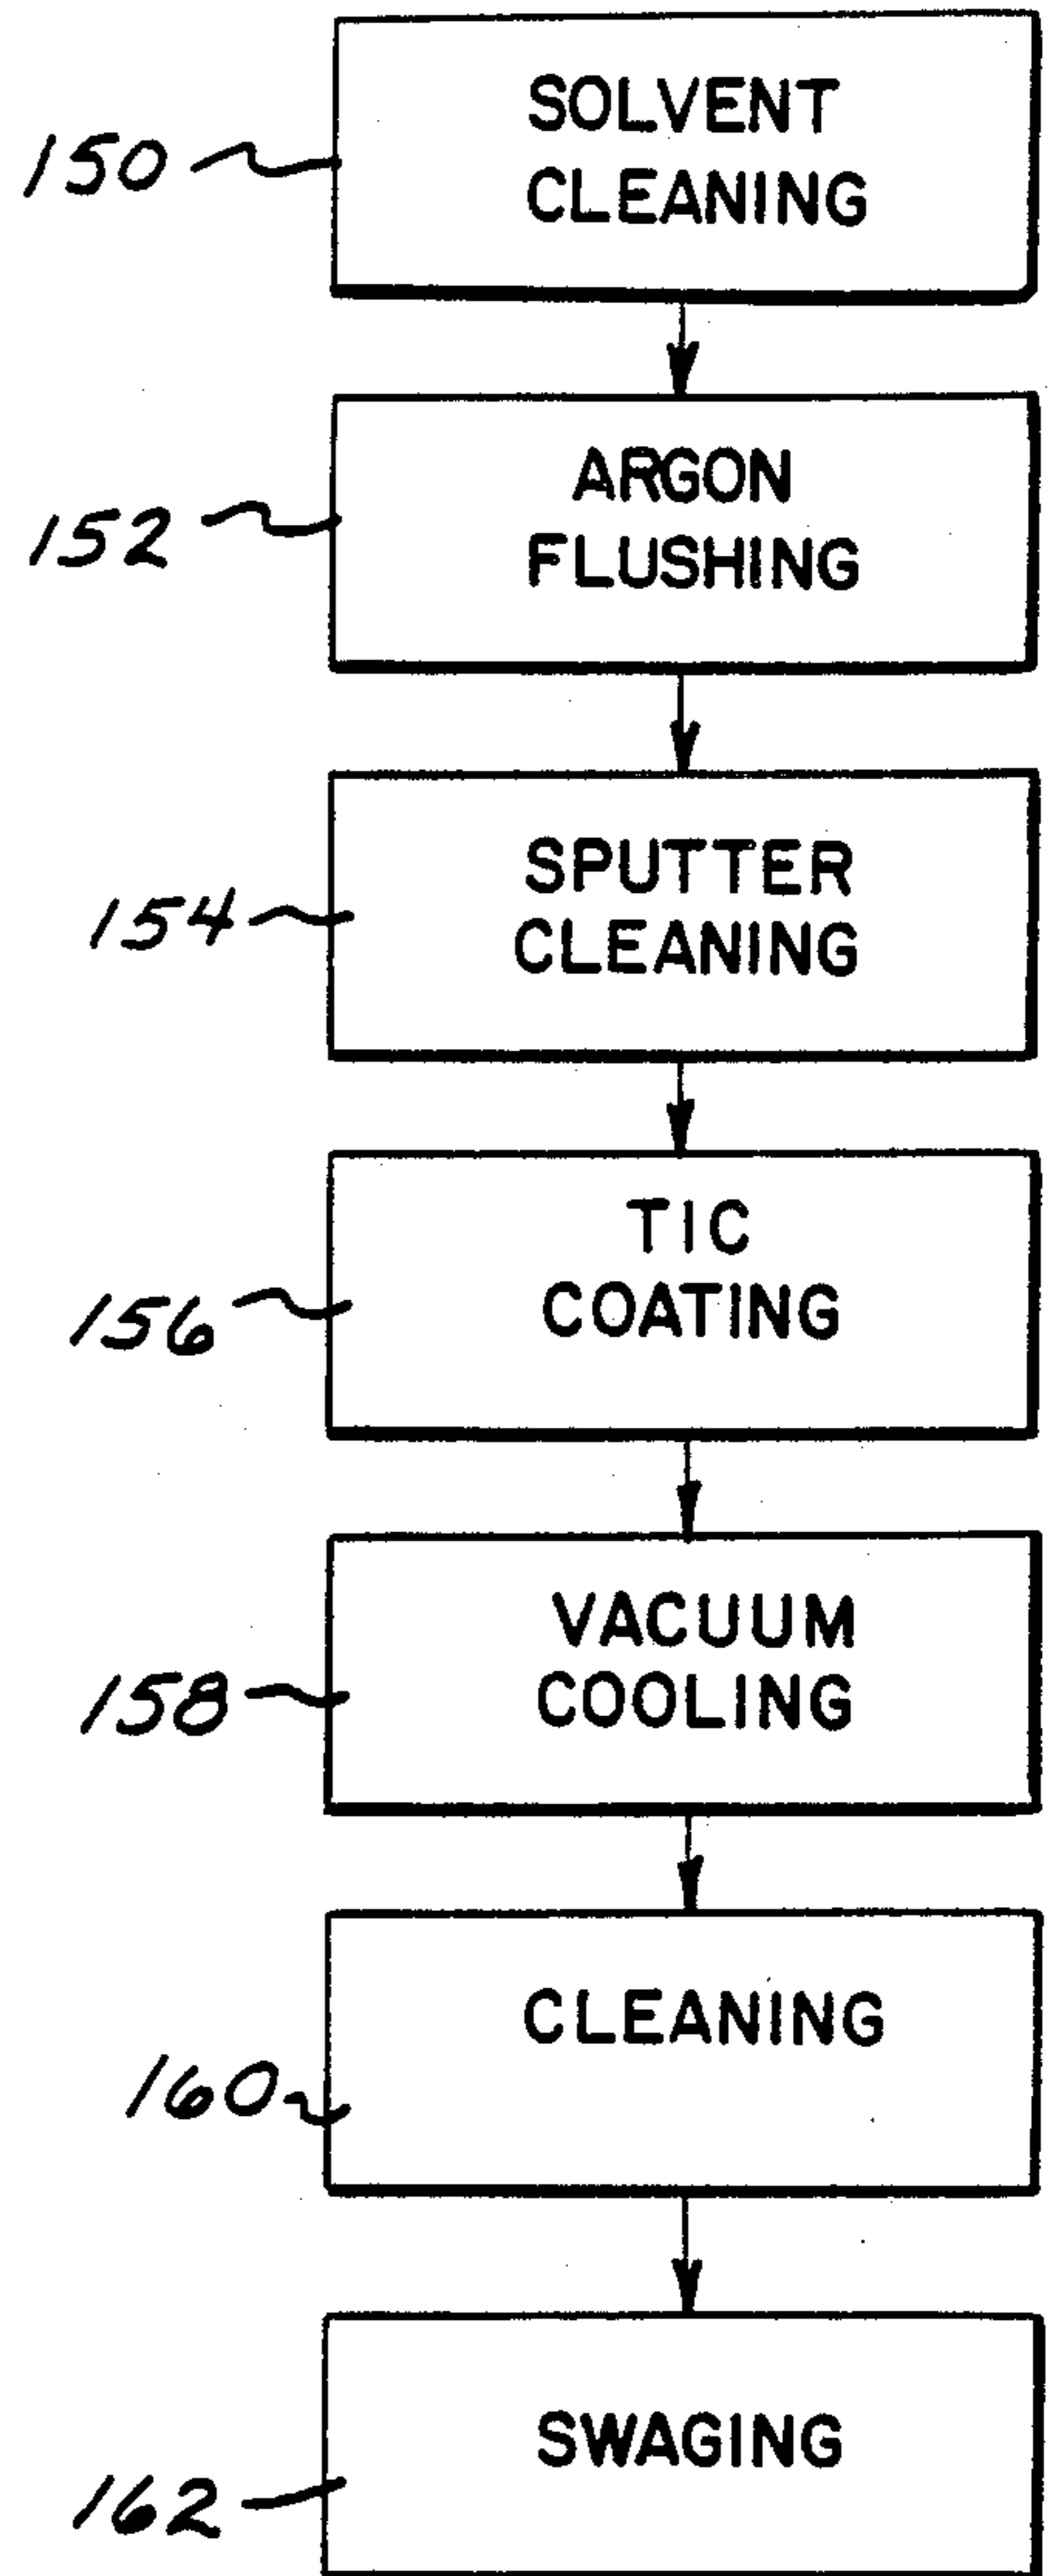 SOLVENT
CLEANING
150
ARGON
FLUSHING
152
SPUTTER
CLEANING
154
TIC
COATING
156
VACUUM
COOLING
158
CLEANING
160
SWAGING
162